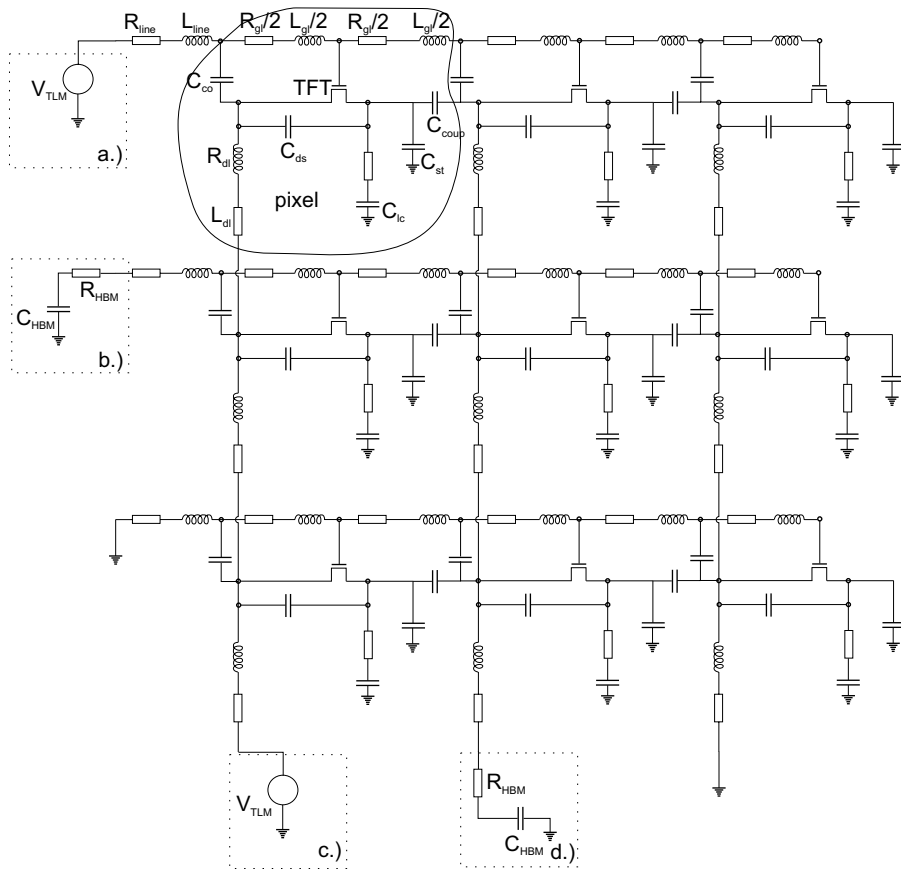 R_line L_line R_gl/2 L_gl/2 R_gl/2 L_gl/2
V_TLM
a.)
C_co
TFT
C_coup
R_dl
C_ds
C_st
pixel
L_dl
C_lc
R_HBM
C_HBM
b.)
V_TLM
c.)
R_HBM
C_HBM
d.)